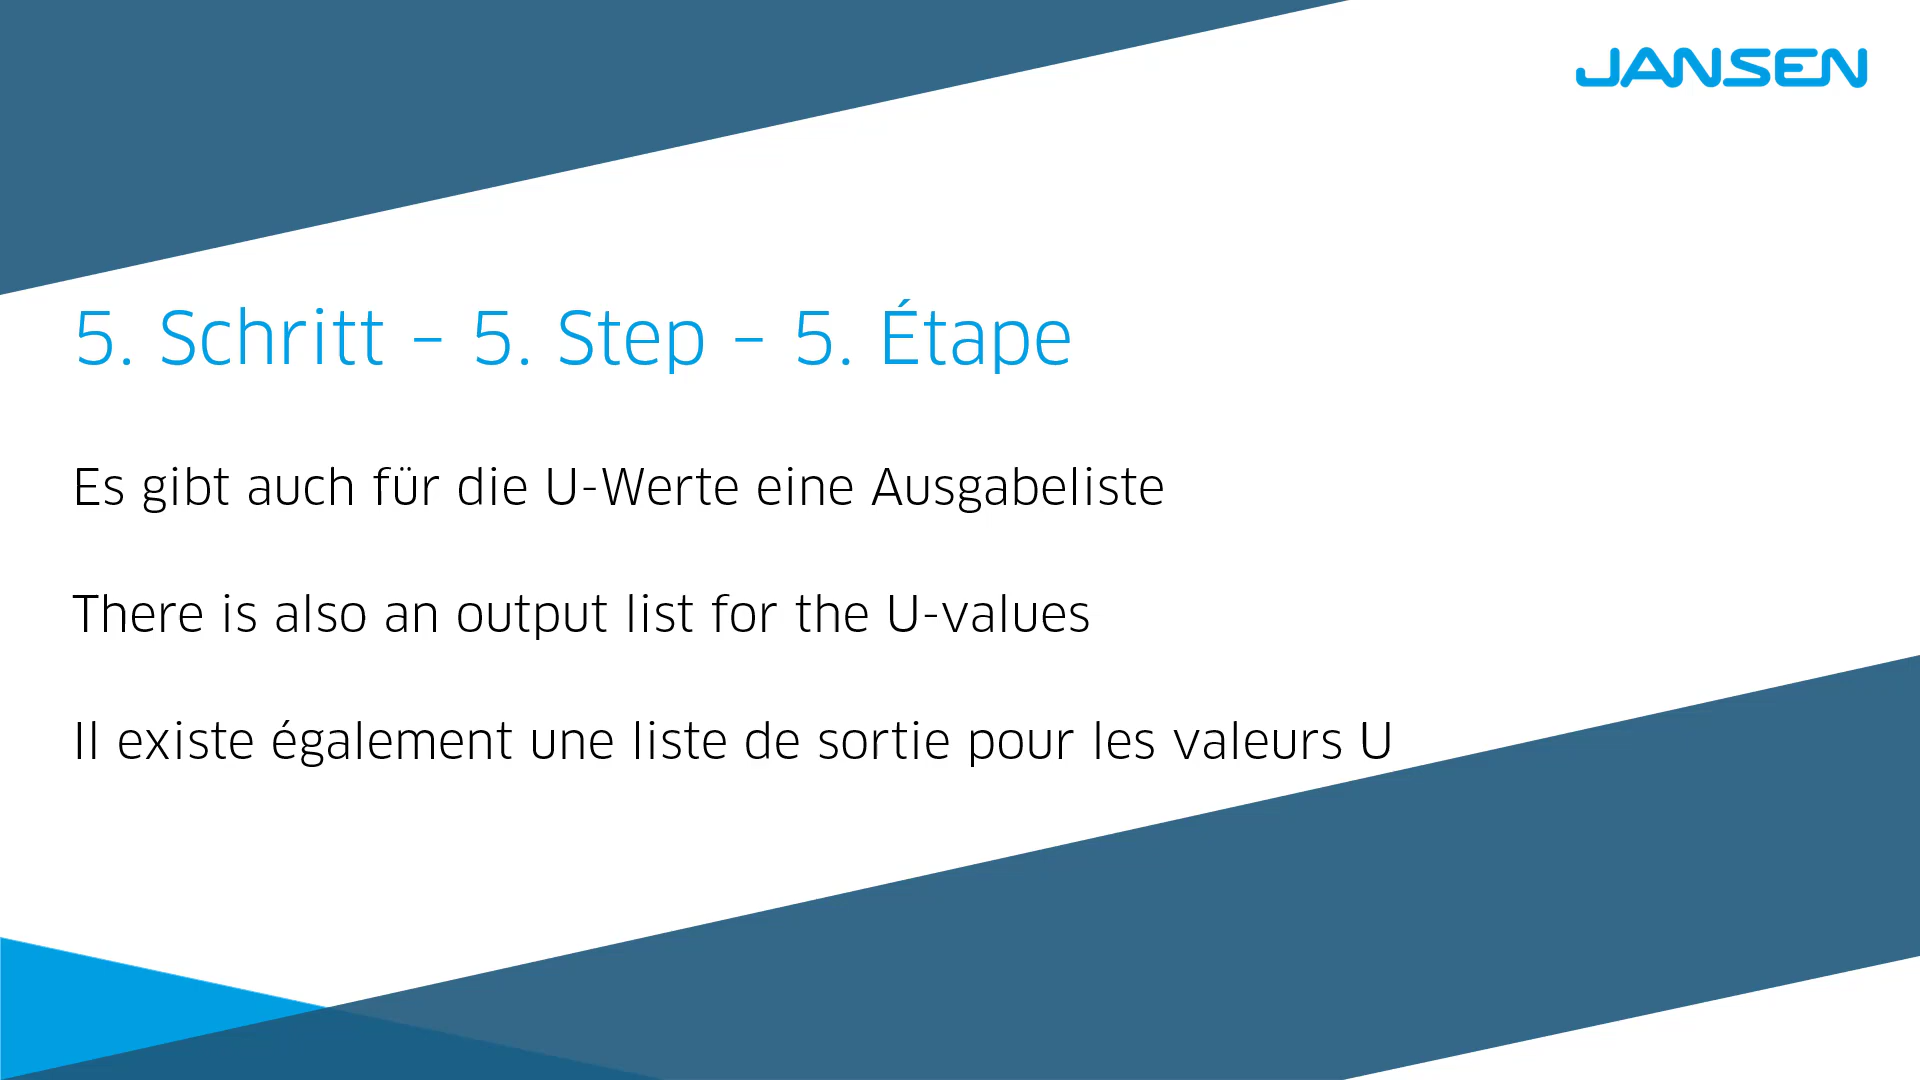 JANSEN
5. Schritt – 5. Step – 5. Étape
Es gibt auch für die U-Werte eine Ausgabeliste
There is also an output list for the U-values
Il existe également une liste de sortie pour les valeurs U